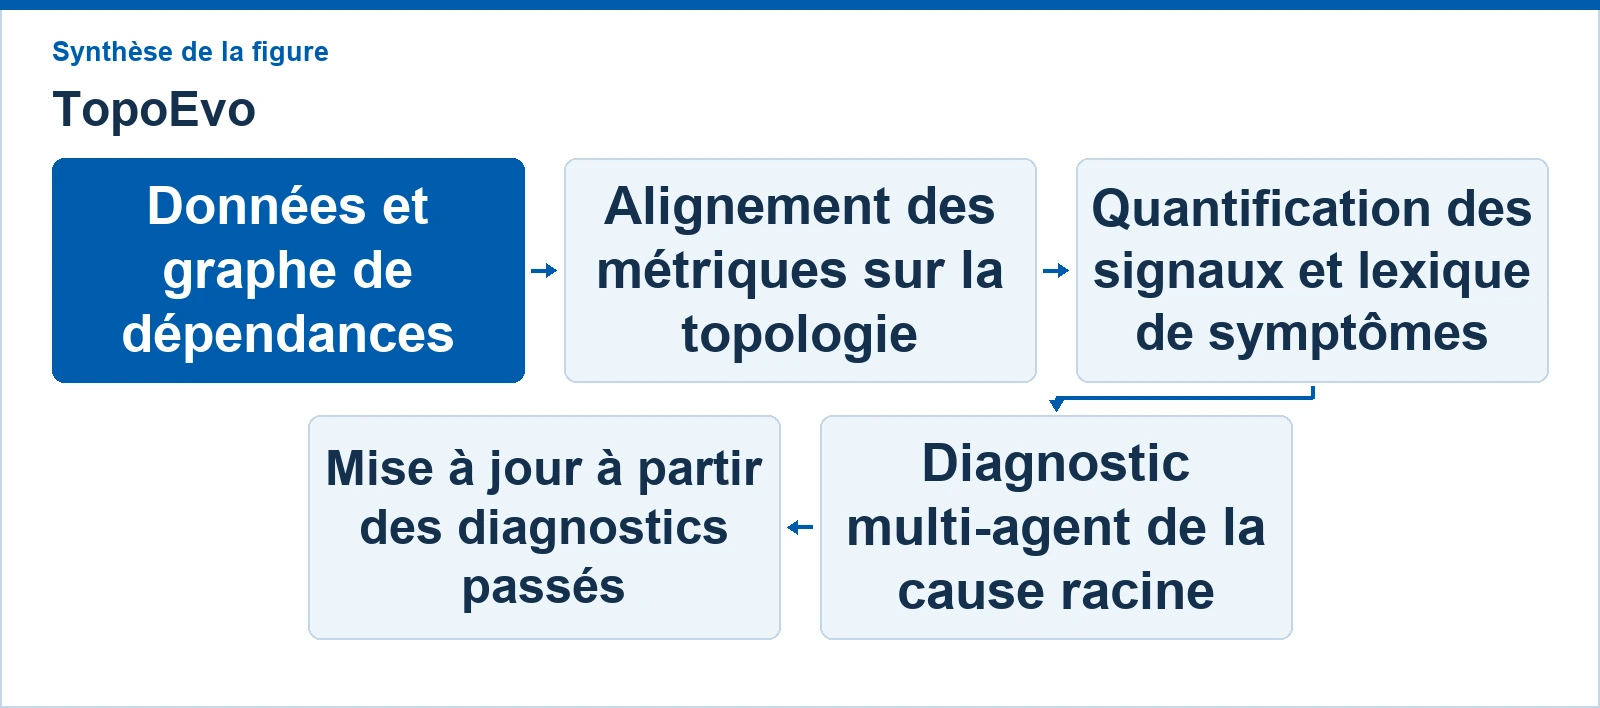 Synthèse de la figure
TopoEvo
Données et
graphe de
dépendances
Alignement des
métriques sur la
topologie
Quantification des
signaux et lexique
de symptômes
Diagnostic
multi-agent de la
cause racine
Mise à jour à partir
des diagnostics
passés